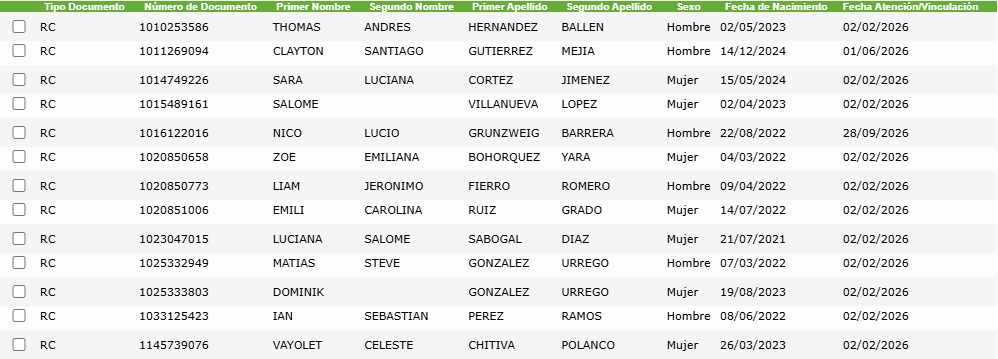 Tipo Documento Número de Documento Primer Nombre Segundo Nombre Primer Apellido Segundo Apellido Sexo Fecha de Nacimiento Fecha Atención/Vinculación
RC 1010253586 THOMAS ANDRES HERNANDEZ BALLEN Hombre 02/05/2023 02/02/2026
RC 1011269094 CLAYTON SANTIAGO GUTIERREZ MEJIA Hombre 14/12/2024 01/06/2026
RC 1014749226 SARA LUCIANA CORTEZ JIMENEZ Mujer 15/05/2024 02/02/2026
RC 1015489161 SALOME VILLANUEVA LOPEZ Mujer 02/04/2023 02/02/2026
RC 1016122016 NICO LUCIO GRUNZWEIG BARRERA Hombre 22/08/2022 28/09/2026
RC 1020850658 ZOE EMILIANA BOHORQUEZ YARA Mujer 04/03/2022 02/02/2026
RC 1020850773 LIAM JERONIMO FIERRO ROMERO Hombre 09/04/2022 02/02/2026
RC 1020851006 EMILI CAROLINA RUIZ GRADO Mujer 14/07/2022 02/02/2026
RC 1023047015 LUCIANA SALOME SABOGAL DIAZ Mujer 21/07/2021 02/02/2026
RC 1025332949 MATIAS STEVE GONZALEZ URREGO Hombre 07/03/2022 02/02/2026
RC 1025333803 DOMINIK GONZALEZ URREGO Mujer 19/08/2023 02/02/2026
RC 1033125423 IAN SEBASTIAN PEREZ RAMOS Hombre 08/06/2022 02/02/2026
RC 1145739076 VAYOLET CELESTE CHITIVA POLANCO Mujer 26/03/2023 02/02/2026